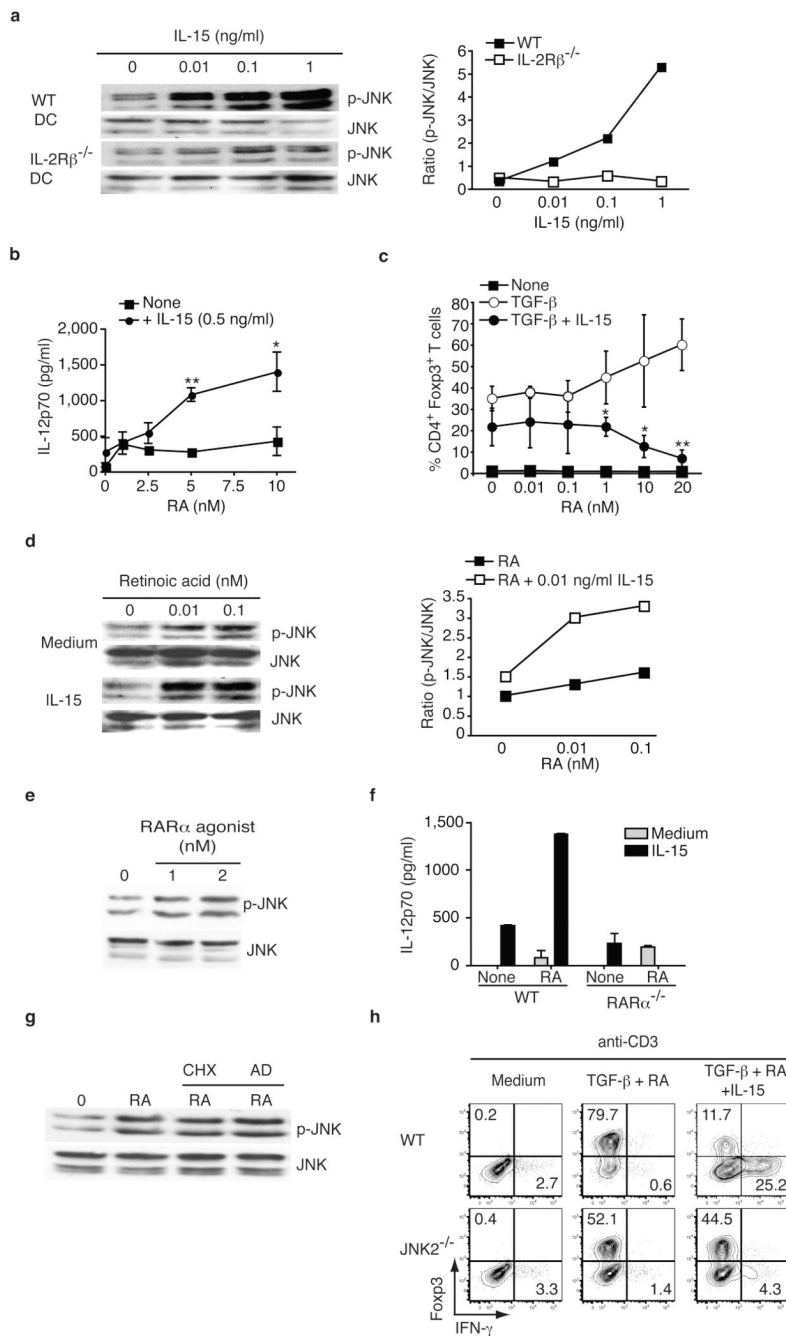 a
IL-15 (ng/ml)
0 0.01 0.1 1
WT
DC
p-JNK
JNK
IL-2Rβ-/-
DC
p-JNK
JNK
WT
IL-2Rβ-/-
Ratio (p-JNK/JNK)
6
5
4
3
2
1
0
0 0.01 0.1 1
IL-15 (ng/ml)
b
None
+ IL-15 (0.5 ng/ml)
IL-12p70 (pg/ml)
2,000
1,500
1,000
500
0
** *
0 2.5 5 7.5 10
RA (nM)
c
None
TGF-β
TGF-β + IL-15
% CD4+ Foxp3+ T cells
80
70
60
50
40
30
20
10
0
* * **
0 0.01 0.1 1 10 20
RA (nM)
d
Retinoic acid (nM)
0 0.01 0.1
Medium
p-JNK
JNK
IL-15
p-JNK
JNK
RA
RA + 0.01 ng/ml IL-15
Ratio (p-JNK/JNK)
3.5
3
2.5
2
1.5
1
0.5
0
0 0.01 0.1
RA (nM)
e
RARα agonist
(nM)
0 1 2
p-JNK
JNK
f
Medium
IL-15
IL-12p70 (pg/ml)
1,500
1000
500
0
None RA None RA
WT RARα-/-
g
CHX AD
0 RA RA RA
p-JNK
JNK
h
anti-CD3
Medium TGF-β + RA TGF-β + RA
+IL-15
WT
0.2 79.7 11.7
2.7 0.6 25.2
JNK2-/-
0.4 52.1 44.5
3.3 1.4 4.3
Foxp3
IFN-γ